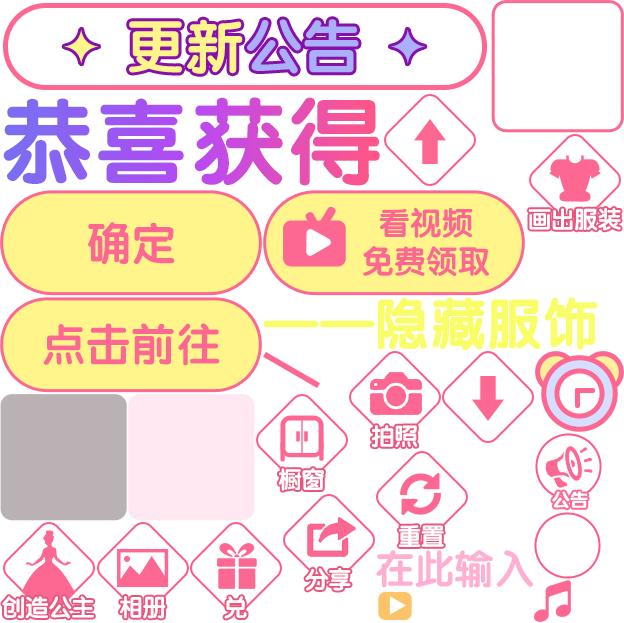 更新公告
恭喜获得
画出服装
确定
看视频
免费领取
——隐藏服饰
点击前往
拍照
橱窗
公告
重置
分享
在此输入
创造公主
相册
兑